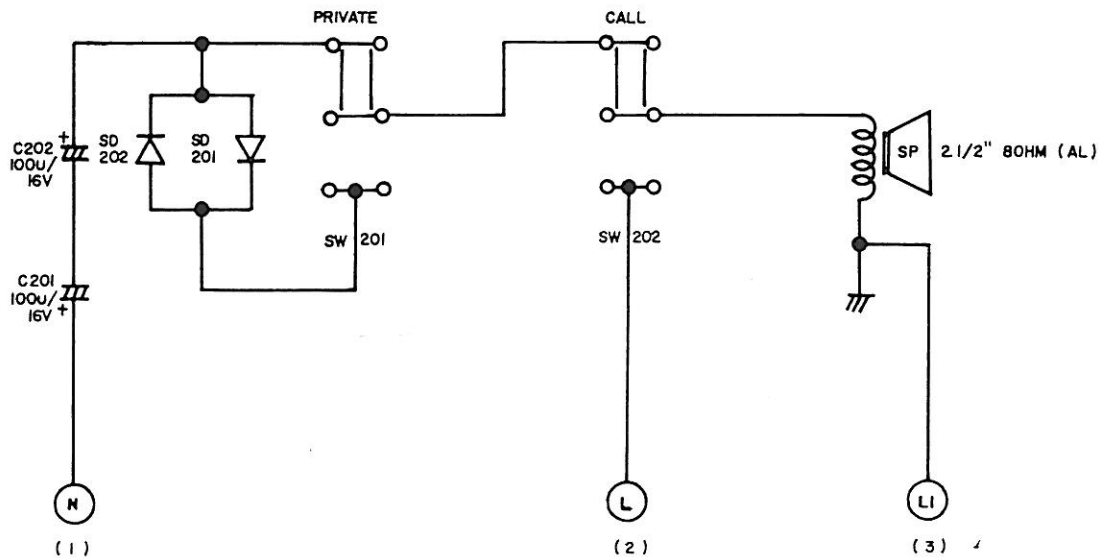 PRIVATE
CALL
C202
100u/
16V
+
SD
202
SD
201
SP
2 1/2" 8OHM (AL)
SW 201
SW 202
C201
100u/
16V
+
N
L
L1
(1)
(2)
(3)